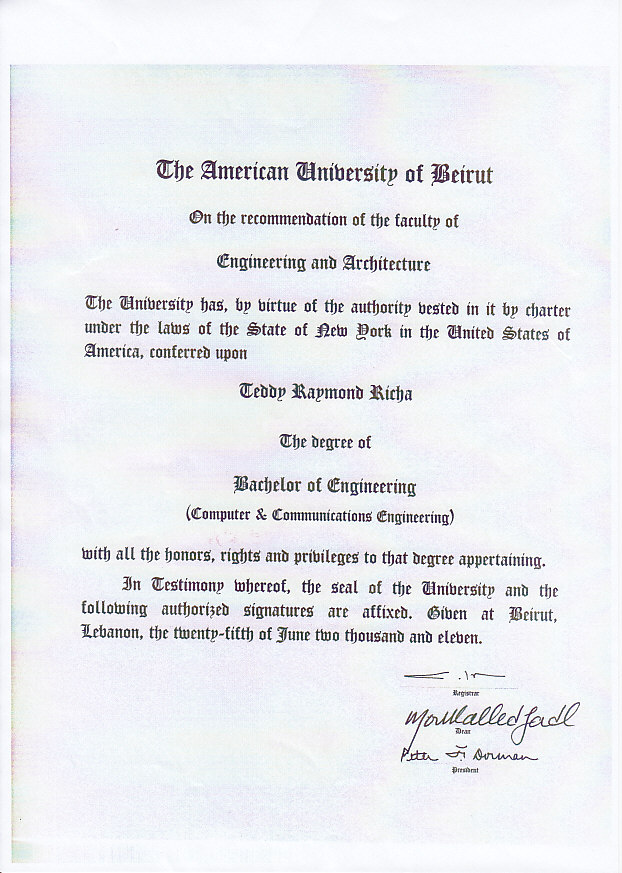 The American University of Beirut
On the recommendation of the faculty of
Engineering and Architecture
The University has, by virtue of the authority vested in it by charter
under the laws of the State of New York in the United States of
America, conferred upon
Teddy Raymond Richa
The degree of
Bachelor of Engineering
(Computer & Communications Engineering)
with all the honors, rights and privileges to that degree appertaining.
In Testimony whereof, the seal of the University and the
following authorized signatures are affixed. Given at Beirut,
Lebanon, the twenty-fifth of June two thousand and eleven.
Registrar
Dean
Peter F. Dorman
President